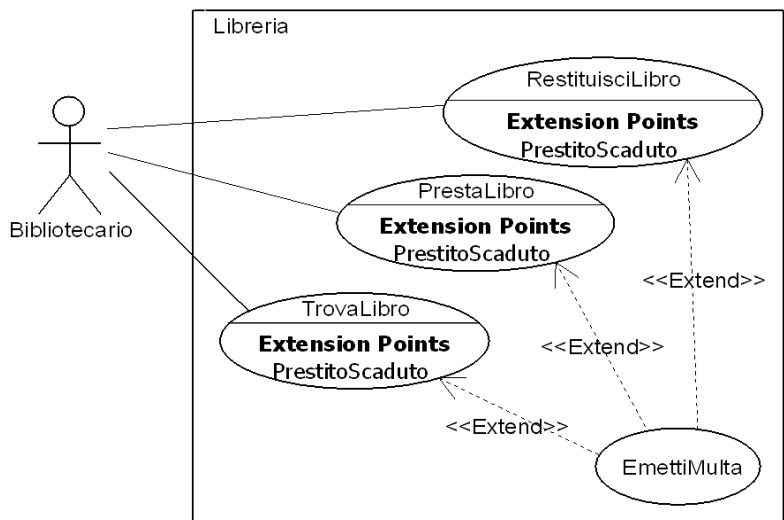 Libreria
RestituisciLibro
Extension Points
PrestitoScaduto
PrestaLibro
Extension Points
PrestitoScaduto
Bibliotecario
<<Extend>>
TrovaLibro
Extension Points
PrestitoScaduto
<<Extend>>
<<Extend>>
EmettiMulta